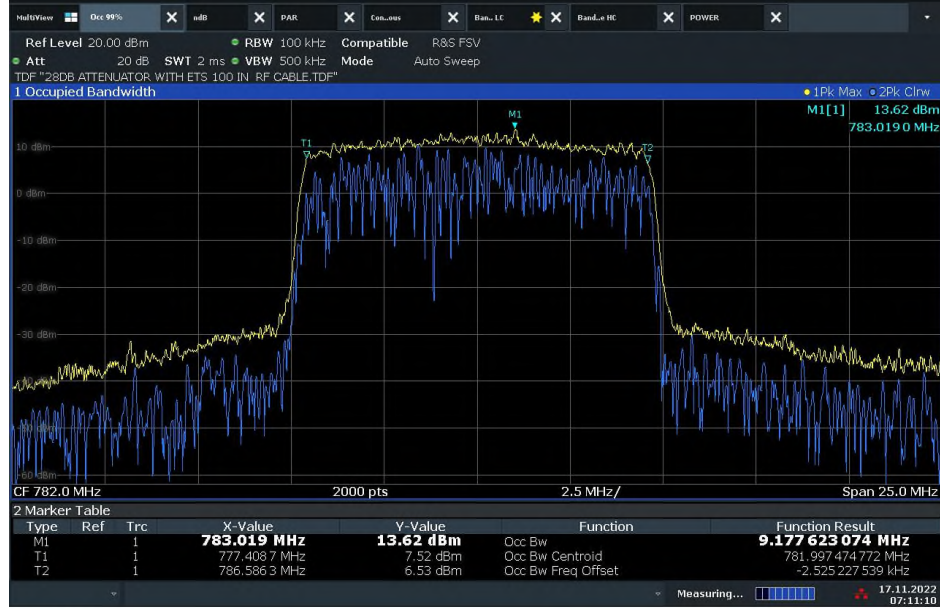 MultiView Occ 99% ndB PAR Con...ous Ban.. LC Band..e HC POWER
Ref Level 20.00 dBm RBW 100 kHz Compatible R&S FSV
Att 20 dB SWT 2 ms VBW 500 kHz Mode Auto Sweep
TDF "28DB ATTENUATOR WITH ETS 100 IN RF CABLE.TDF"
1 Occupied Bandwidth 1Pk Max 2Pk Clrw
M1[1] 13.62 dBm
783.0190 MHz
M1
10 dBm
T1
T2
0 dBm
-10 dBm
-20 dBm
-30 dBm
-60 dBm
CF 782.0 MHz 2000 pts 2.5 MHz/ Span 25.0 MHz
2 Marker Table
Type Ref Trc X-Value Y-Value Function Function Result
M1 1 783.019 MHz 13.62 dBm Occ Bw 9.177 623 074 MHz
T1 1 777.4087 MHz 7.52 dBm Occ Bw Centroid 781.997 474 772 MHz
T2 1 786.5863 MHz 6.53 dBm Occ Bw Freq Offset -2.525 227 539 kHz
Measuring... 17.11.2022
07:11:10